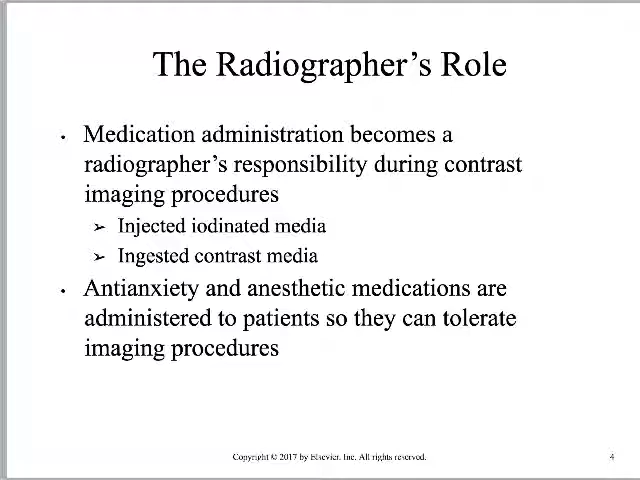 The Radiographer's Role
• Medication administration becomes a
radiographer's responsibility during contrast
imaging procedures
➢ Injected iodinated media
➢ Ingested contrast media
• Antianxiety and anesthetic medications are
administered to patients so they can tolerate
imaging procedures
Copyright © 2017 by Elsevier, Inc. All rights reserved.
4